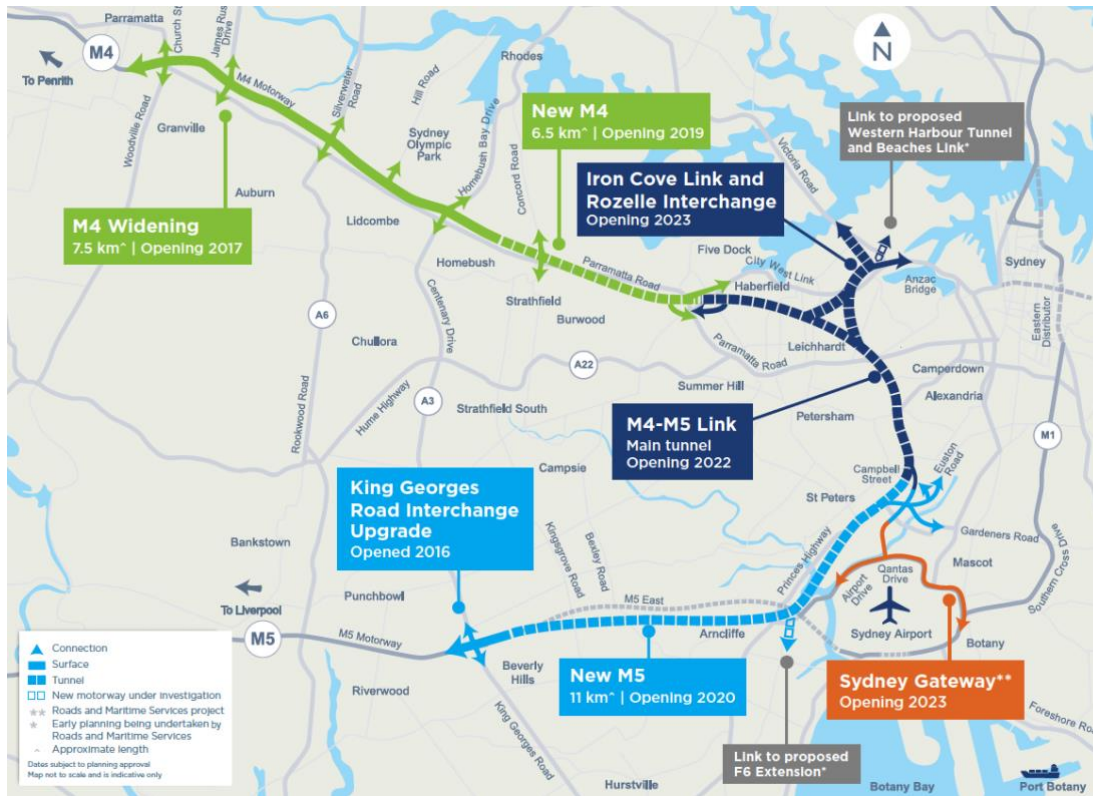 Parramatta
Church St
James Ruse
Drive
M4
To Penrith
M4 Motorway
Silverwater
Road
Hill Road
Rhodes
Homebush Bay Drive
Concord Road
Woodville Road
Granville
Sydney
Olympic
Park
Auburn
Lidcombe
New M4
6.5 km^ | Opening 2019
N
Link to proposed
Western Harbour Tunnel
and Beaches Link*
Victoria Road
Iron Cove Link and
Rozelle Interchange
Opening 2023
M4 Widening
7.5 km^ | Opening 2017
Homebush
Parramatta Road
Five Dock
City West Link
Haberfield
Anzac
Bridge
Sydney
Eastern
Distributor
Strathfield
Burwood
Centenary Drive
A6
Chullora
A22
Parramatta
Road
Leichhardt
Camperdown
Alexandria
Summer Hill
Petersham
Rookwood Road
Hume Highway
A3
Strathfield South
M4-M5 Link
Main tunnel
Opening 2022
M1
Campbell
Street
Euston
Road
Campsie
St Peters
King Georges
Road Interchange
Upgrade
Opened 2016
Kingsgrove Road
Bexley Road
Princes Highway
Gardeners Road
Mascot
Southern Cross Drive
Bankstown
Qantas
Drive
Airport
Drive
To Liverpool
Punchbowl
M5 East
M5
M5 Motorway
Arncliffe
Sydney Airport
Botany
Beverly
Hills
Riverwood
New M5
11 km^ | Opening 2020
Sydney Gateway**
Opening 2023
King Georges Road
Foreshore Road
Link to proposed
F6 Extension*
Hurstville
Botany Bay
Port Botany
Connection
Surface
Tunnel
New motorway under investigation
** Roads and Maritime Services project
* Early planning being undertaken by
Roads and Maritime Services
^ Approximate length
Dates subject to planning approval
Map not to scale and is indicative only